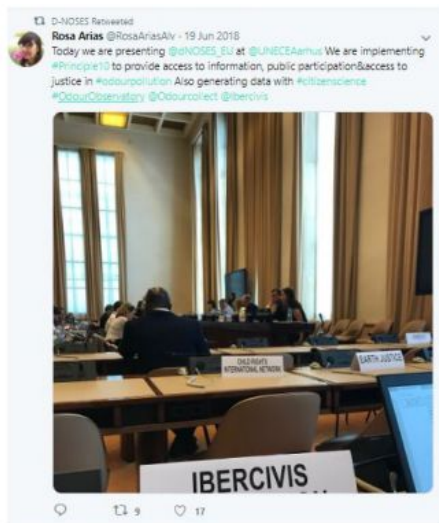 D-NOSES Retweeted
Rosa Arias @RosaAriasAlv · 19 Jun 2018
Today we are presenting @dNOSES_EU at @UNECEAarhus We are implementing
#Principle10 to provide access to information, public participation&access to
justice in #odourpollution Also generating data with #citizenscience
#OdourObservatory @Odourcollect @Ibercivis
CHILD RIGHTS
INTERNATIONAL NETWORK
EARTH JUSTICE
IBERCIVIS
9 17